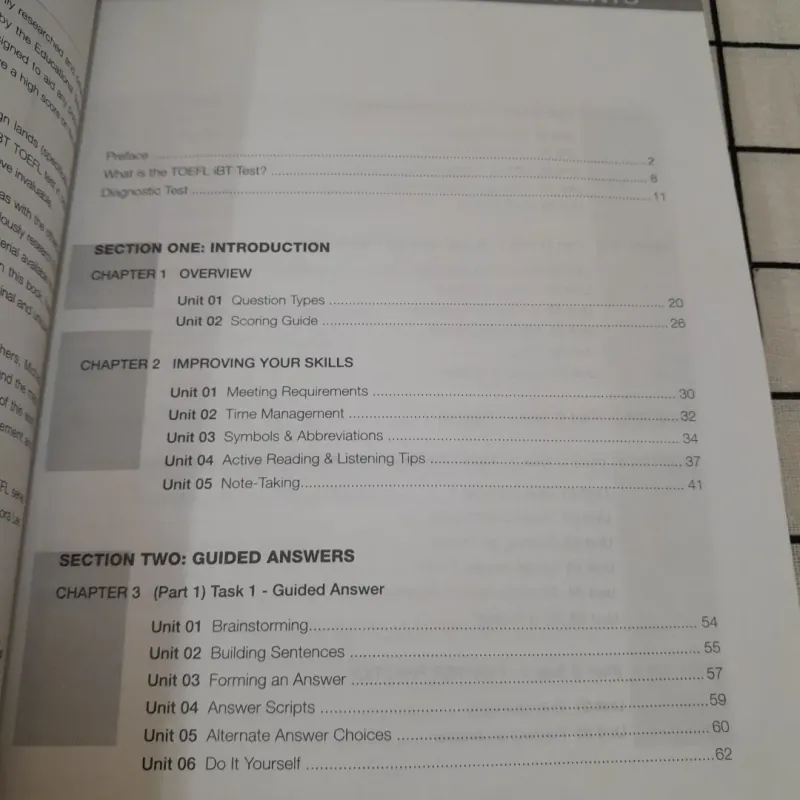 Preface 2
What is the TOEFL iBT Test? 8
Diagnostic Test 11
SECTION ONE: INTRODUCTION
CHAPTER 1 OVERVIEW
Unit 01 Question Types 20
Unit 02 Scoring Guide 26
CHAPTER 2 IMPROVING YOUR SKILLS
Unit 01 Meeting Requirements 30
Unit 02 Time Management 32
Unit 03 Symbols & Abbreviations 34
Unit 04 Active Reading & Listening Tips 37
Unit 05 Note-Taking 41
SECTION TWO: GUIDED ANSWERS
CHAPTER 3 (Part 1) Task 1 - Guided Answer
Unit 01 Brainstorming 54
Unit 02 Building Sentences 55
Unit 03 Forming an Answer 57
Unit 04 Answer Scripts 59
Unit 05 Alternate Answer Choices 60
Unit 06 Do It Yourself 62